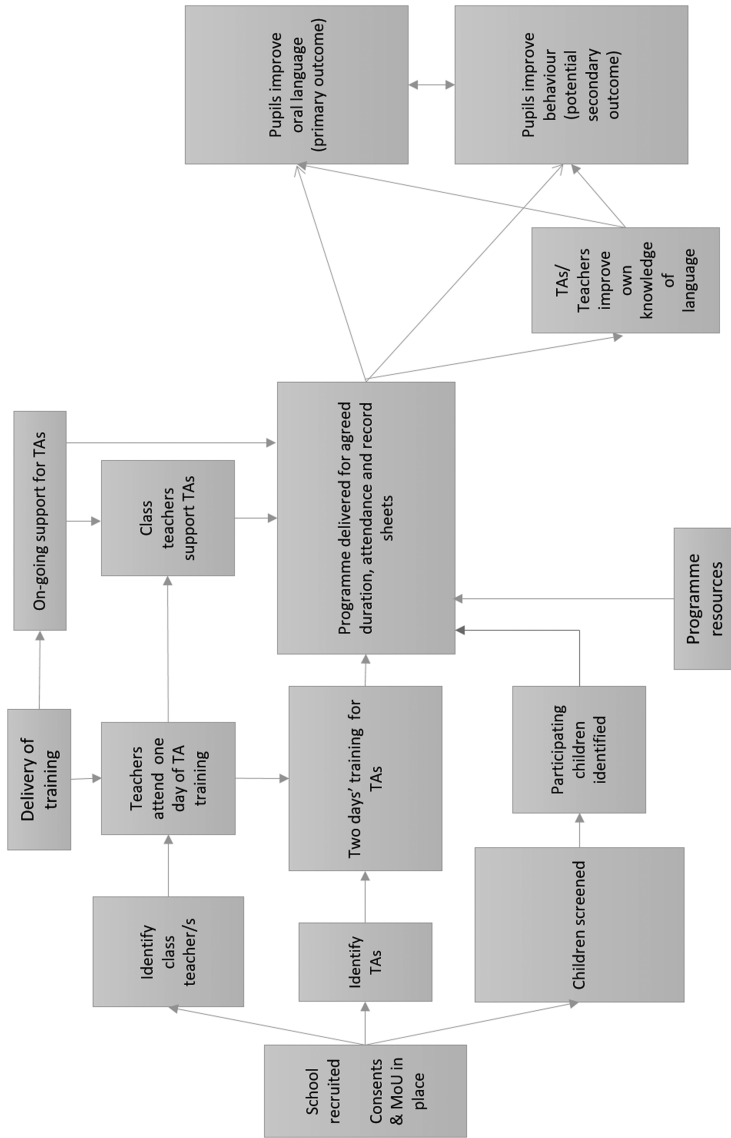 School
recruited
Consents
& MoU in
place
Identify
class
teacher/s
Identify
TAs
Children screened
Delivery of
training
Teachers
attend one
day of TA
training
Two days’ training for
TAs
Participating
children
identified
On-going support for TAs
Class
teachers
support TAs
Programme delivered for agreed
duration, attendance and record
sheets
Programme
resources
TAs/
Teachers
improve
own
knowledge
of
language
Pupils improve
oral language
(primary outcome)
Pupils improve
behaviour
(potential
secondary
outcome)